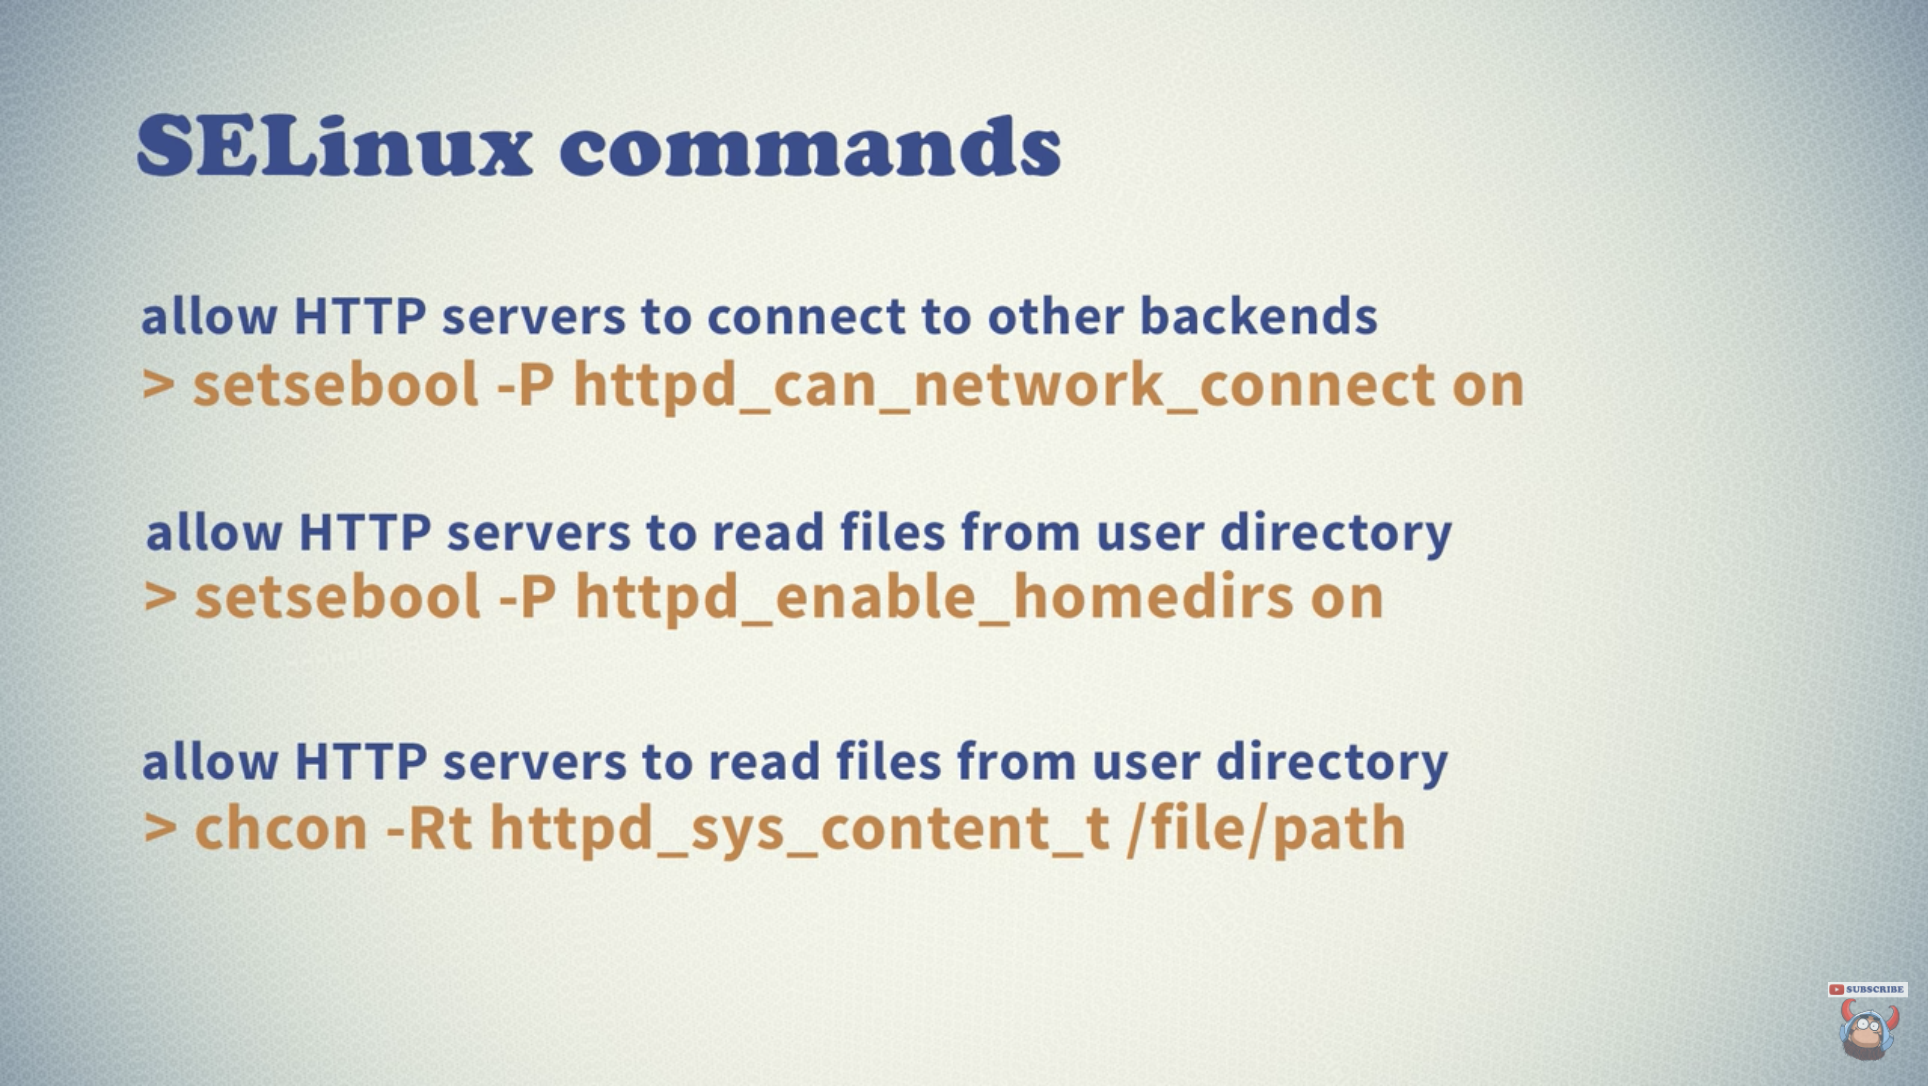 SELinux commands
allow HTTP servers to connect to other backends
> setsebool -P httpd_can_network_connect on
allow HTTP servers to read files from user directory
> setsebool -P httpd_enable_homedirs on
allow HTTP servers to read files from user directory
> chcon -Rt httpd_sys_content_t /file/path
SUBSCRIBE